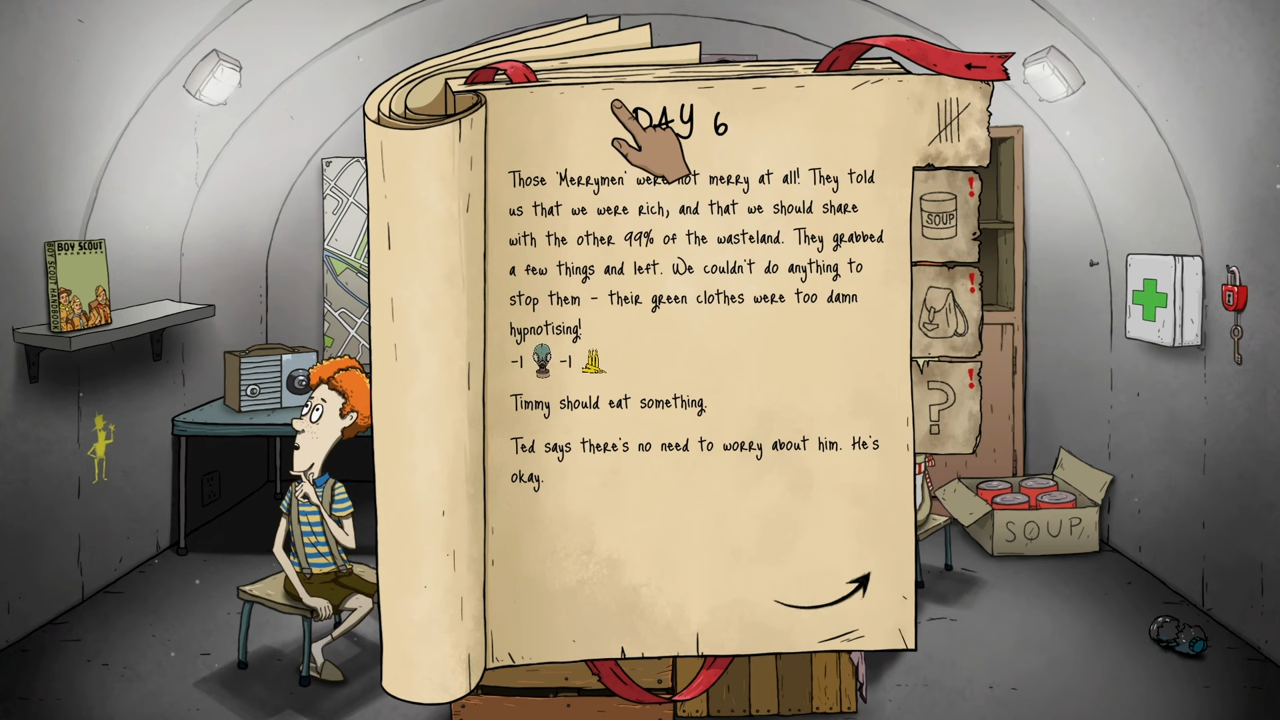 DAY 6
Those 'Merrymen' were not merry at all! They told
us that we were rich, and that we should share
with the other 99% of the wasteland. They grabbed
a few things and left. We couldn't do anything to
stop them - their green clothes were too damn
hypnotising!
-1 -1
Timmy should eat something.
Ted says there's no need to worry about him. He's
okay.
SOUP
?
BOY SCOUT
BOY SCOUT HANDBOOK
SOUP